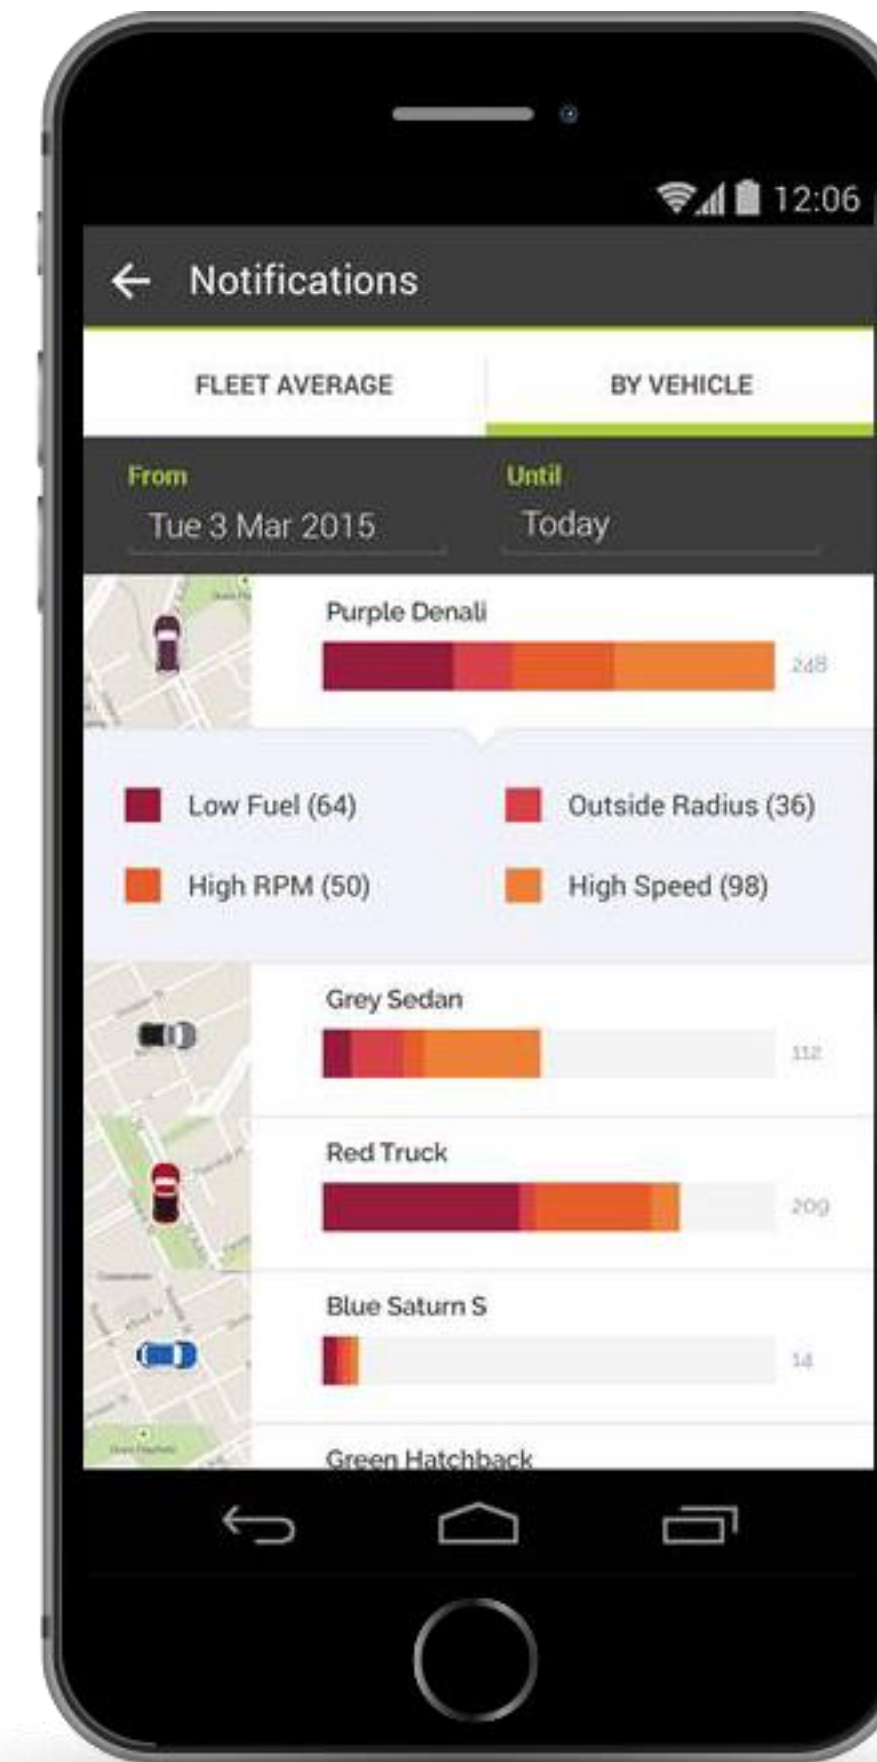 12:06
Notifications
FLEET AVERAGE BY VEHICLE
From Until
Tue 3 Mar 2015 Today
Purple Denali
248
Low Fuel (64) Outside Radius (36)
High RPM (50) High Speed (98)
Grey Sedan
112
Red Truck
209
Blue Saturn S
14
Green Hatchback